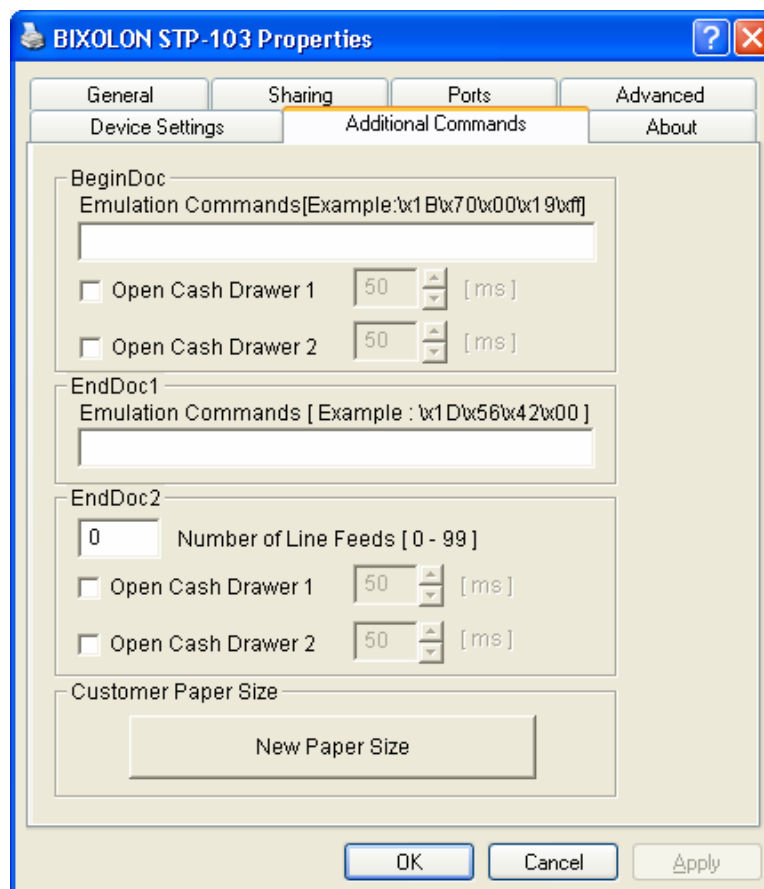 BIXOLON STP-103 Properties
General Sharing Ports Advanced
Device Settings Additional Commands About
BeginDoc
Emulation Commands[Example:\x1B\x70\x00\x19\xff]
Open Cash Drawer 1 50 [ms]
Open Cash Drawer 2 50 [ms]
EndDoc1
Emulation Commands [ Example : \x1D\x56\x42\x00 ]
EndDoc2
0 Number of Line Feeds [ 0 - 99 ]
Open Cash Drawer 1 50 [ms]
Open Cash Drawer 2 50 [ms]
Customer Paper Size
New Paper Size
OK Cancel Apply